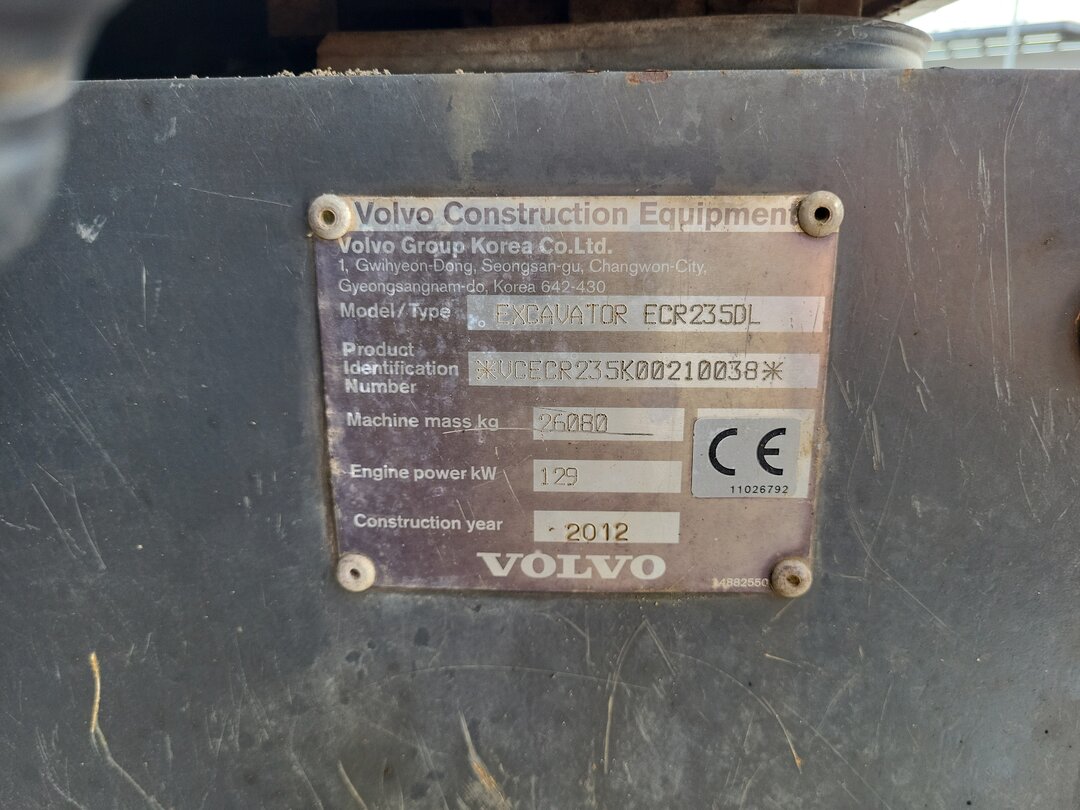 Volvo Construction Equipment
Volvo Group Korea Co.Ltd.
1, Gwihyeon-Dong, Seongsan-gu, Changwon-City,
Gyeongsangnam-do, Korea 642-430
Model/Type EXCAVATOR ECR235DL
Product
Identification
Number *VCECR235K00210038*
Machine mass kg 26080
CE
11026792
Engine power kW 129
Construction year 2012
VOLVO
14882550